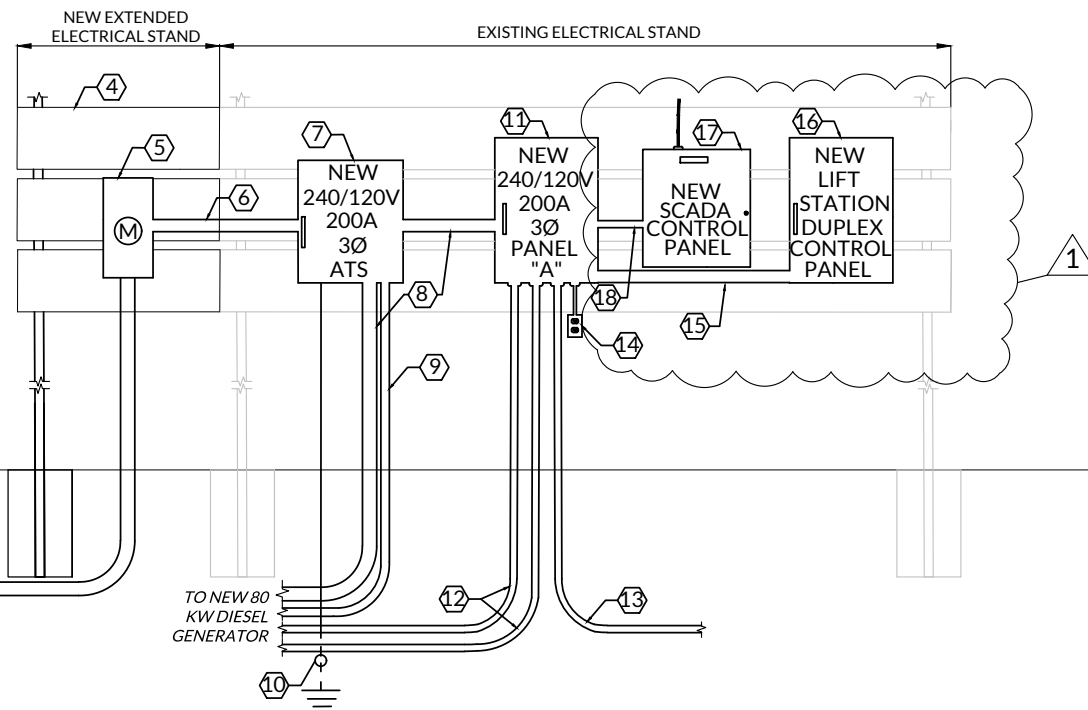 NEW EXTENDED
ELECTRICAL STAND
EXISTING ELECTRICAL STAND
4
5
6
7
NEW
240/120V
200A
3Ø
ATS
8
9
10
11
NEW
240/120V
200A
3Ø
PANEL
"A"
17
NEW
SCADA
CONTROL
PANEL
16
NEW
LIFT
STATION
DUPLEX
CONTROL
PANEL
1
M
18
15
14
12
13
TO NEW 80
KW DIESEL
GENERATOR